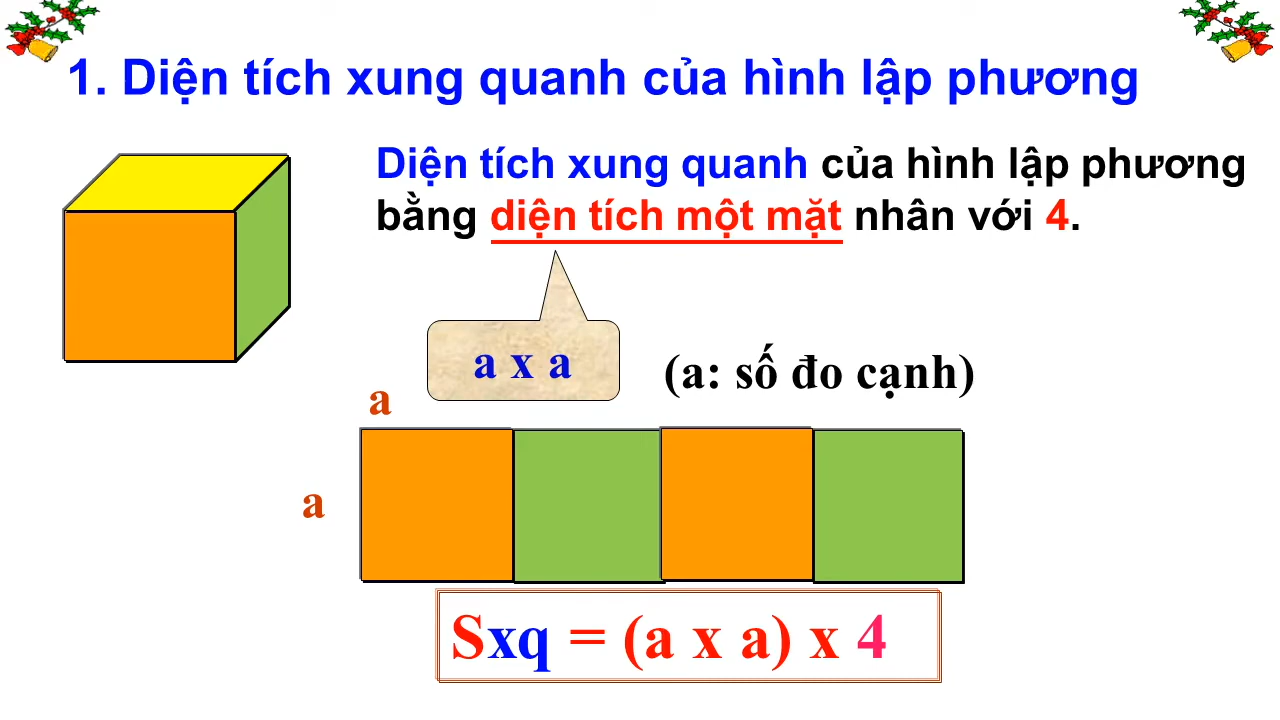 1. Diện tích xung quanh của hình lập phương
Diện tích xung quanh của hình lập phương
bằng diện tích một mặt nhân với 4.
a x a
(a: số đo cạnh)
a
a
Sxq = (a x a) x 4